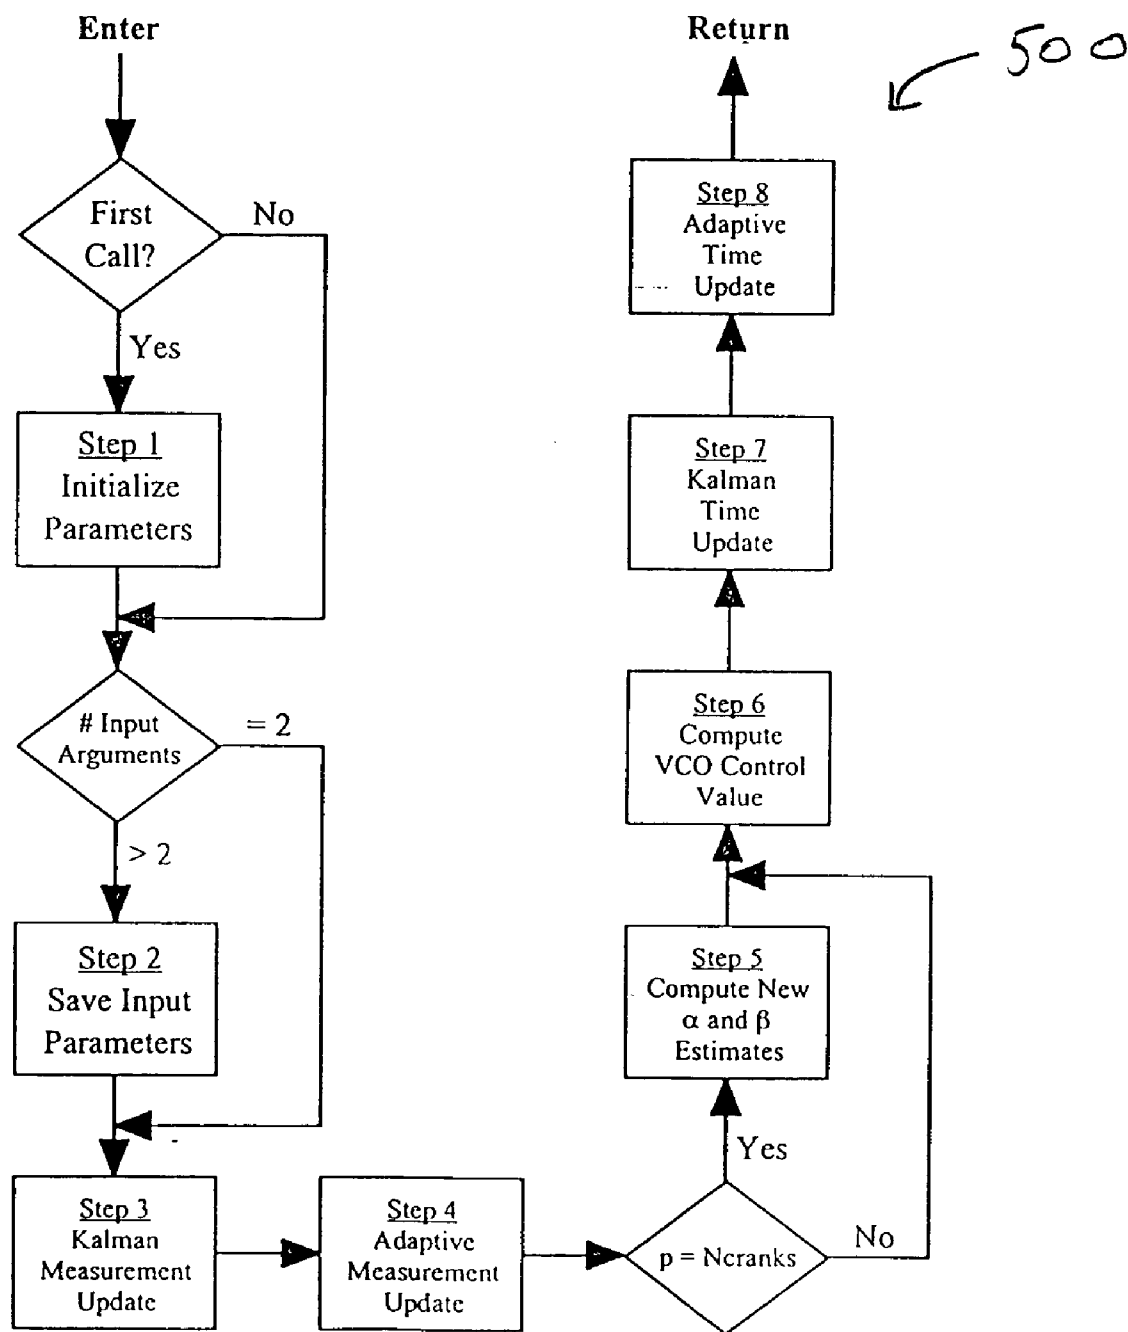 Enter
First
Call?
No
Yes
Step 1
Initialize
Parameters
# Input
Arguments
= 2
> 2
Step 2
Save Input
Parameters
Step 3
Kalman
Measurement
Update
Step 4
Adaptive
Measurement
Update
p = Ncranks
No
Yes
Step 5
Compute New
α and β
Estimates
Step 6
Compute
VCO Control
Value
Step 7
Kalman
Time
Update
Step 8
Adaptive
Time
Update
Return
500